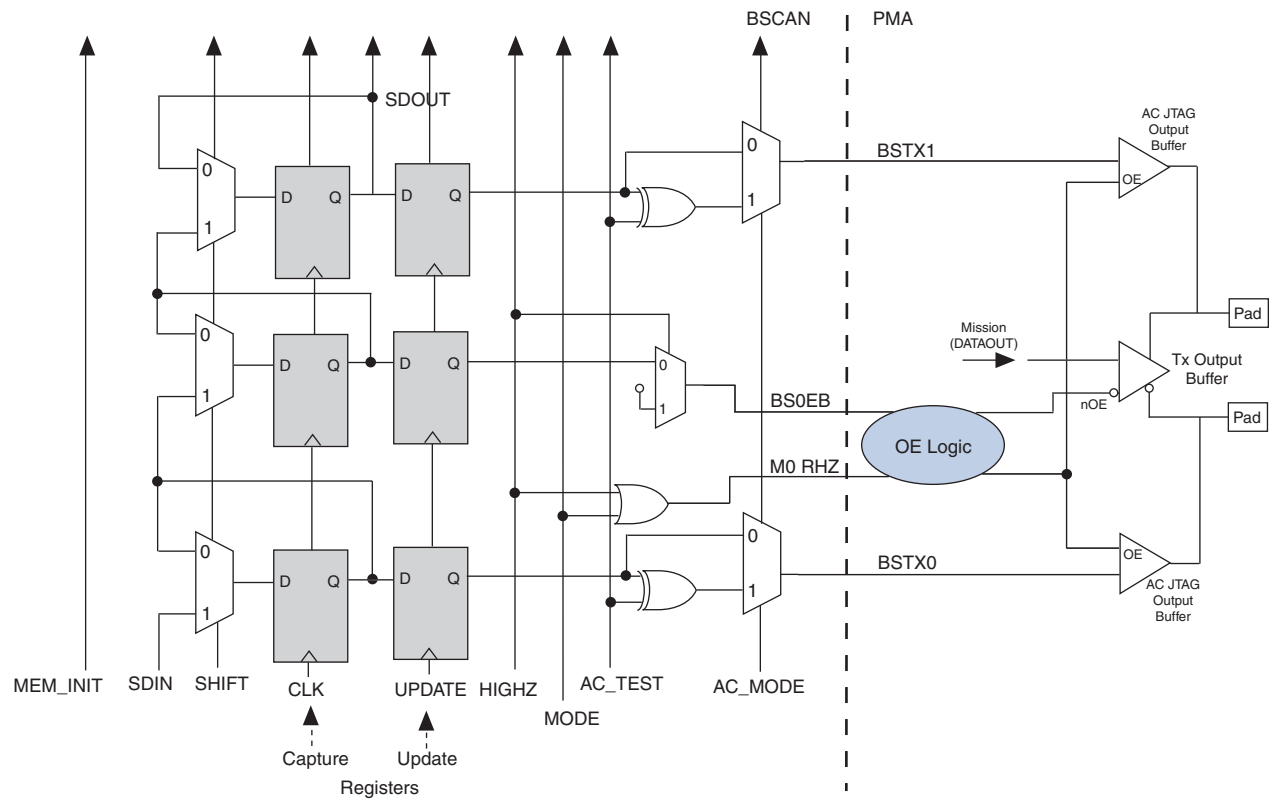 BSCAN
PMA
SDOUT
AC JTAG
Output
Buffer
0
1
D
Q
D
Q
0
1
BSTX1
OE
0
1
D
Q
D
Q
0
1
BS0EB
Mission
(DATAOUT)
Tx Output
Buffer
nOE
Pad
Pad
OE Logic
M0 RHZ
0
1
D
Q
D
Q
0
1
BSTX0
OE
AC JTAG
Output
Buffer
MEM_INIT
SDIN
SHIFT
CLK
UPDATE
HIGHZ
MODE
AC_TEST
AC_MODE
Capture
Update
Registers